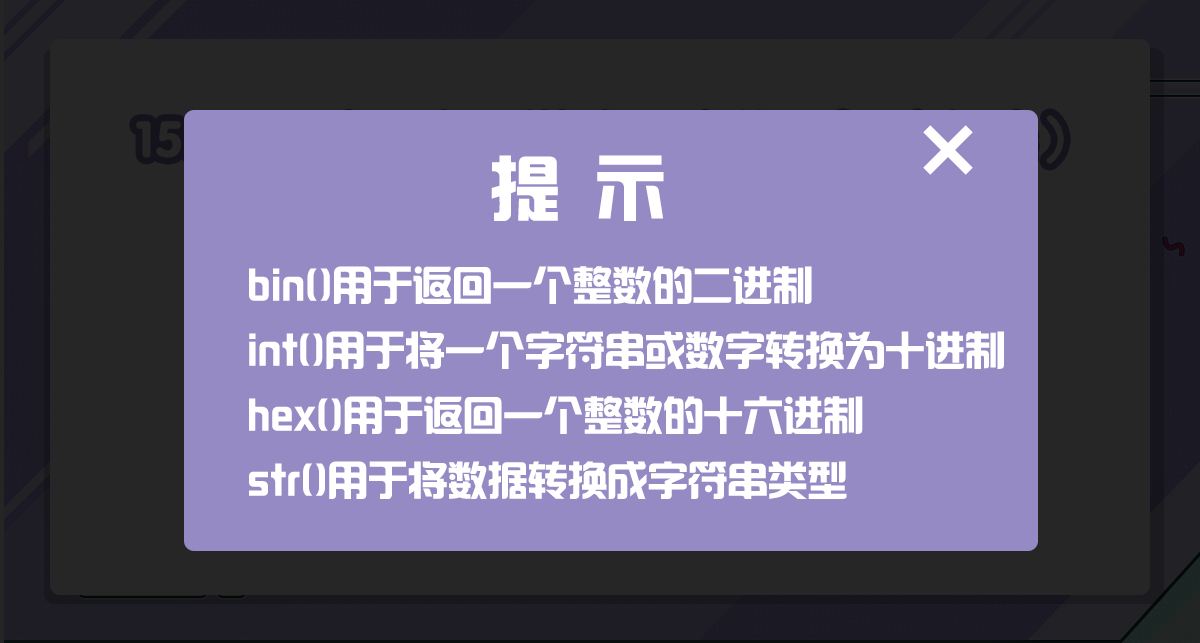 提 示
bin()用于返回一个整数的二进制
int()用于将一个字符串或数字转换为十进制
hex()用于返回一个整数的十六进制
str()用于将数据转换成字符串类型